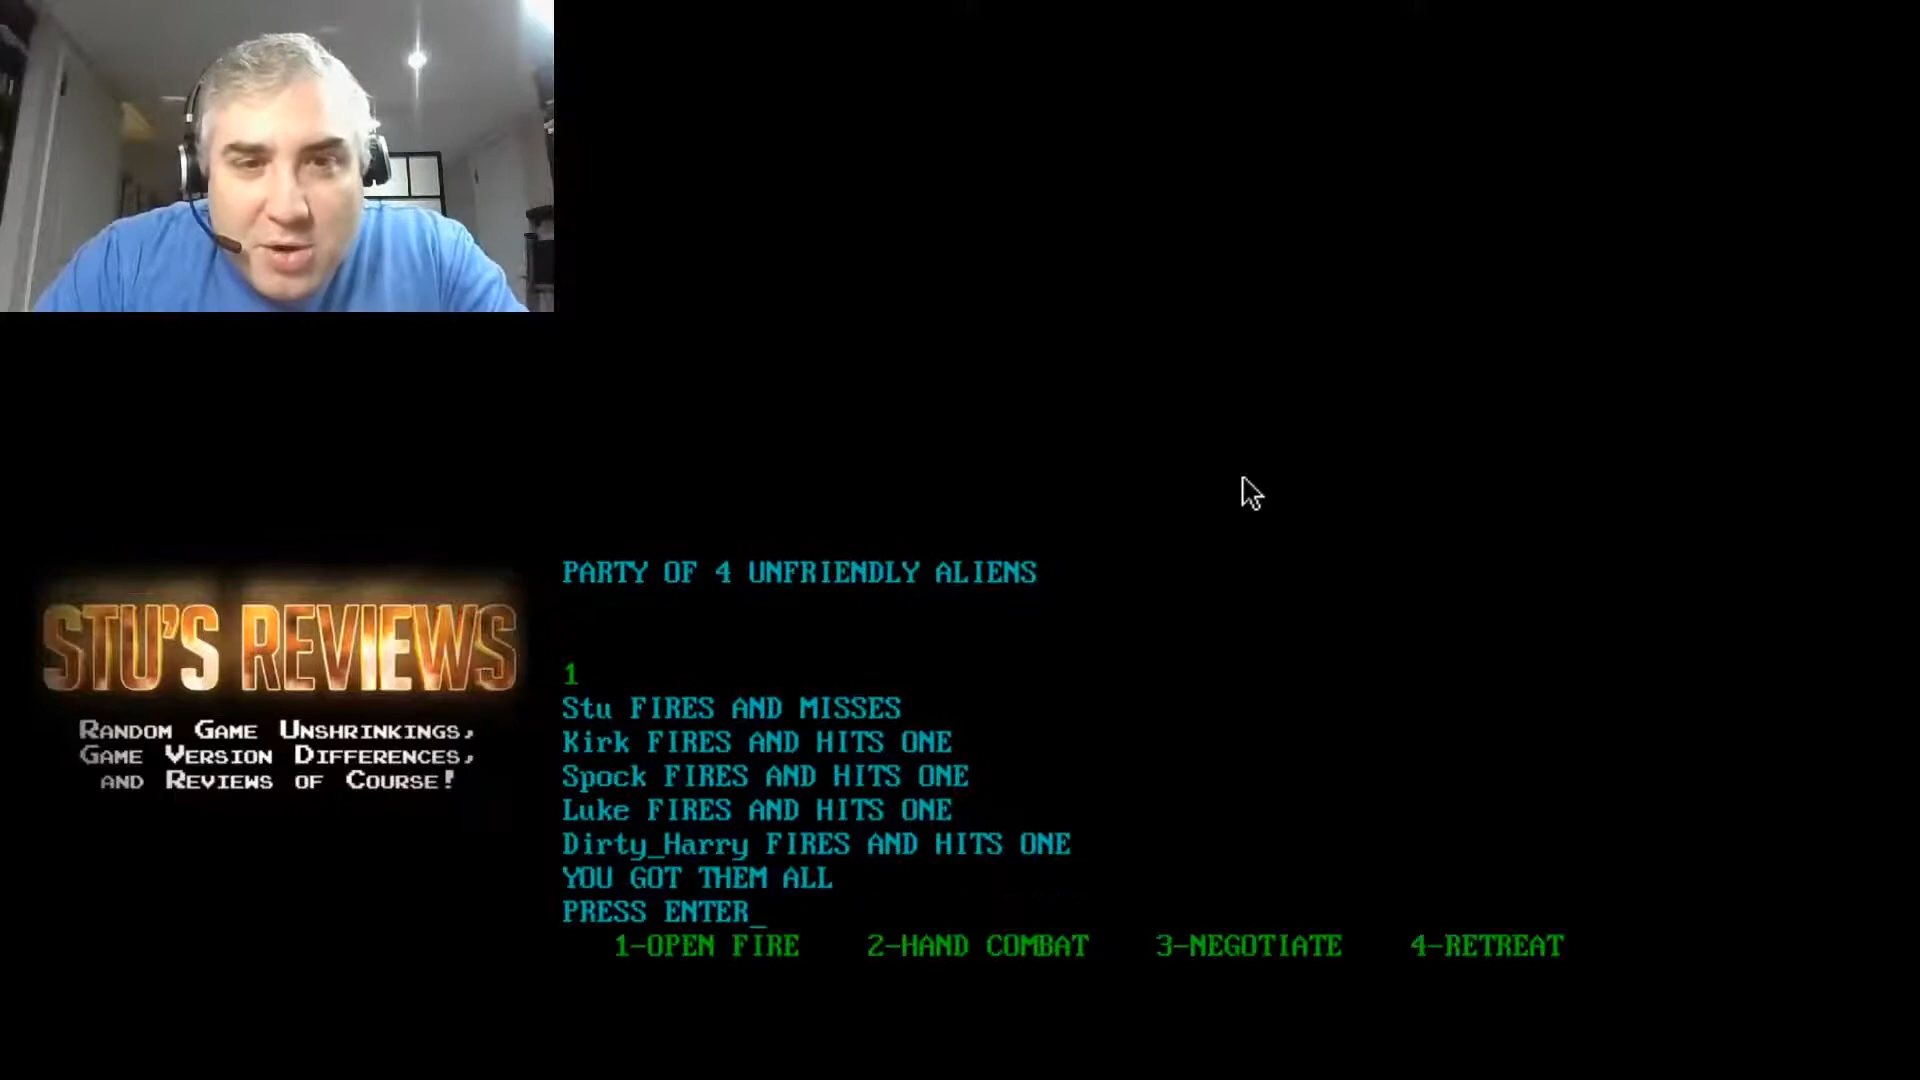 PARTY OF 4 UNFRIENDLY ALIENS
1
Stu FIRES AND MISSES
Kirk FIRES AND HITS ONE
Spock FIRES AND HITS ONE
Luke FIRES AND HITS ONE
Dirty_Harry FIRES AND HITS ONE
YOU GOT THEM ALL
PRESS ENTER_
1-OPEN FIRE 2-HAND COMBAT 3-NEGOTIATE 4-RETREAT
STU'S REVIEWS
RANDOM GAME UNSHRINKINGS,
GAME VERSION DIFFERENCES,
AND REVIEWS OF COURSE!